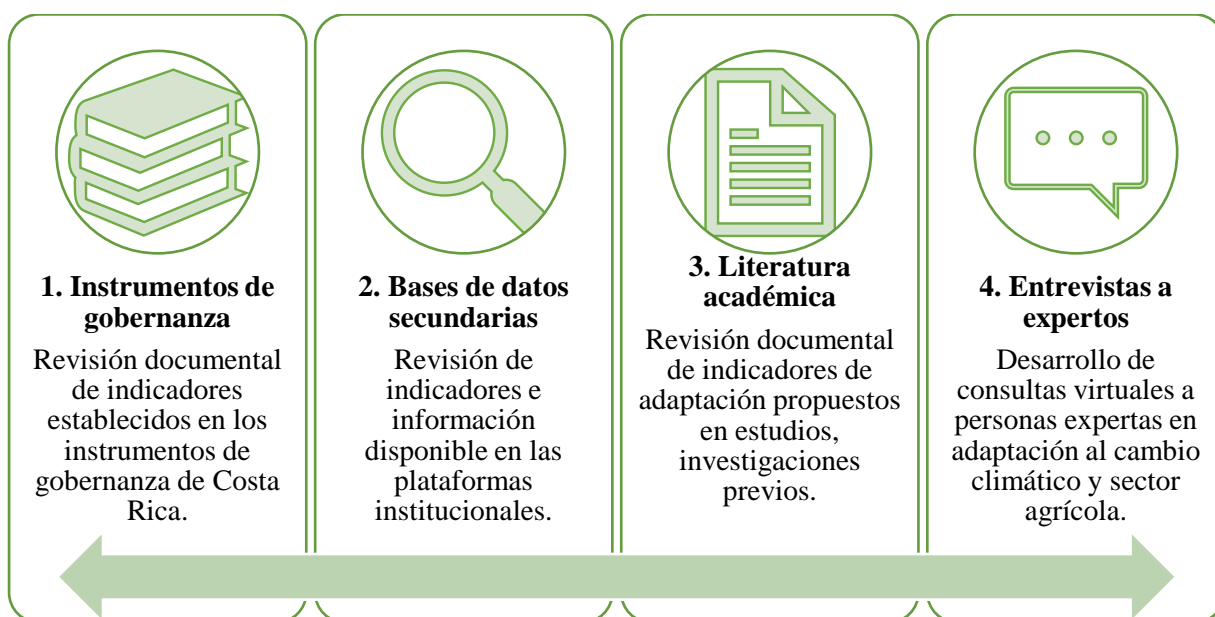 1. Instrumentos de
gobernanza
Revisión documental
de indicadores
establecidos en los
instrumentos de
gobernanza de Costa
Rica.
2. Bases de datos
secundarias
Revisión de
indicadores e
información
disponible en las
plataformas
institucionales.
3. Literatura
académica
Revisión documental
de indicadores de
adaptación propuestos
en estudios,
investigaciones
previos.
4. Entrevistas a
expertos
Desarrollo de
consultas virtuales a
personas expertas en
adaptación al cambio
climático y sector
agrícola.